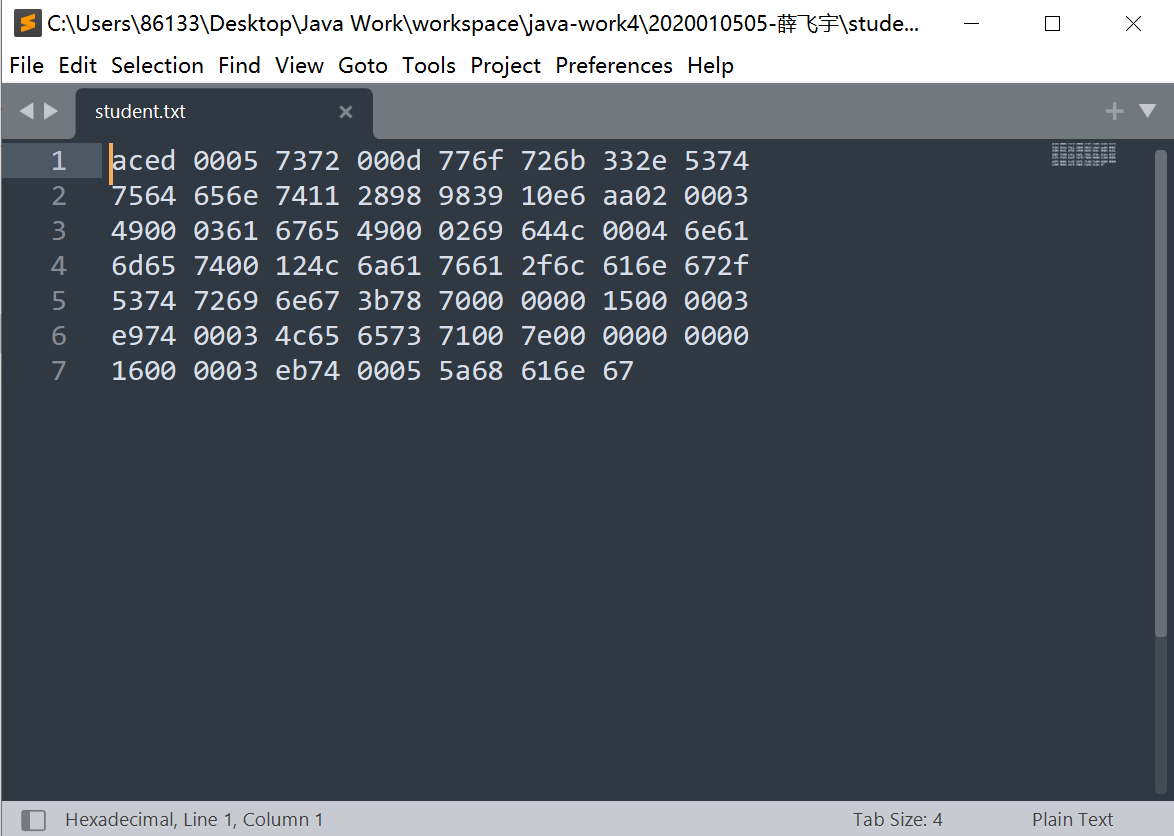 C:\Users\86133\Desktop\Java Work\workspace\java-work4\2020010505-薛飞宇\stude...
File Edit Selection Find View Goto Tools Project Preferences Help
student.txt
1 aced 0005 7372 000d 776f 726b 332e 5374
2 7564 656e 7411 2898 9839 10e6 aa02 0003
3 4900 0361 6765 4900 0269 644c 0004 6e61
4 6d65 7400 124c 6a61 7661 2f6c 616e 672f
5 5374 7269 6e67 3b78 7000 0000 1500 0003
6 e974 0003 4c65 6573 7100 7e00 0000 0000
7 1600 0003 eb74 0005 5a68 616e 67
Hexadecimal, Line 1, Column 1 Tab Size: 4 Plain Text